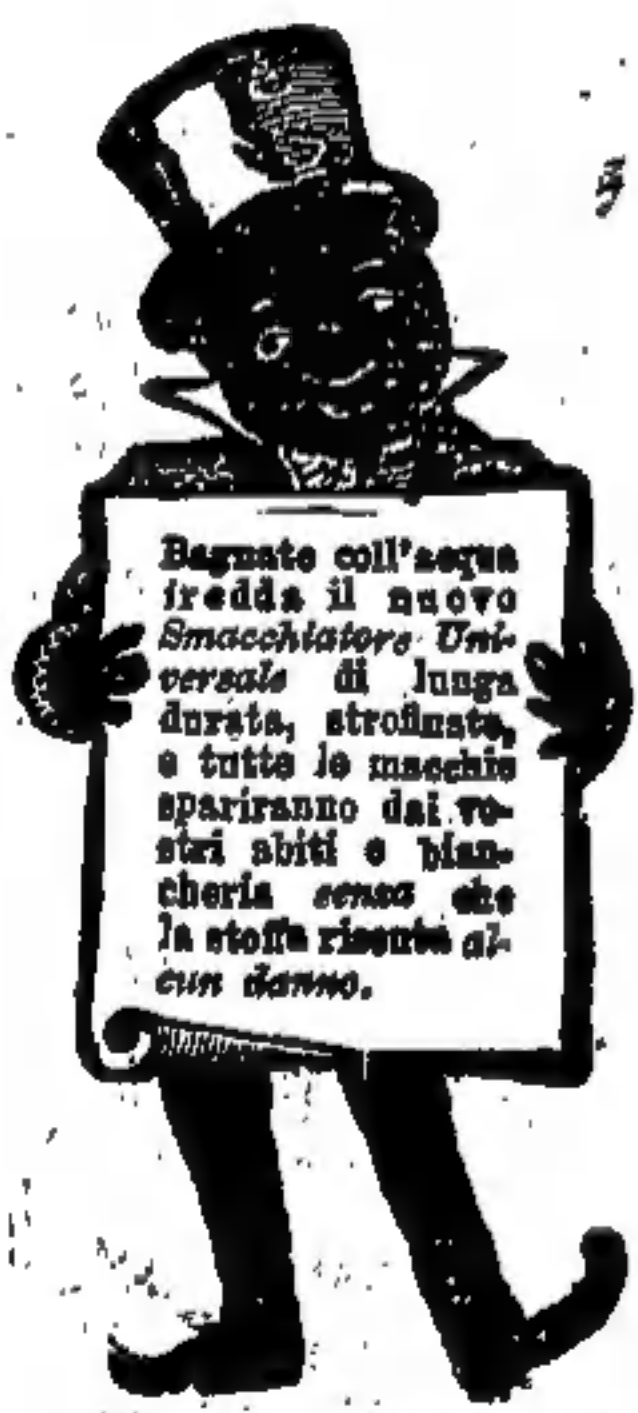 Bagnate coll'acqua
fredda il nuovo
Smacchiatore Uni-
versale di lunga
durata, strofinate,
e tutte le macchie
spariranno dai vo-
stri abiti e bian-
cheria senza che
la stoffa risenta al-
cun danno.